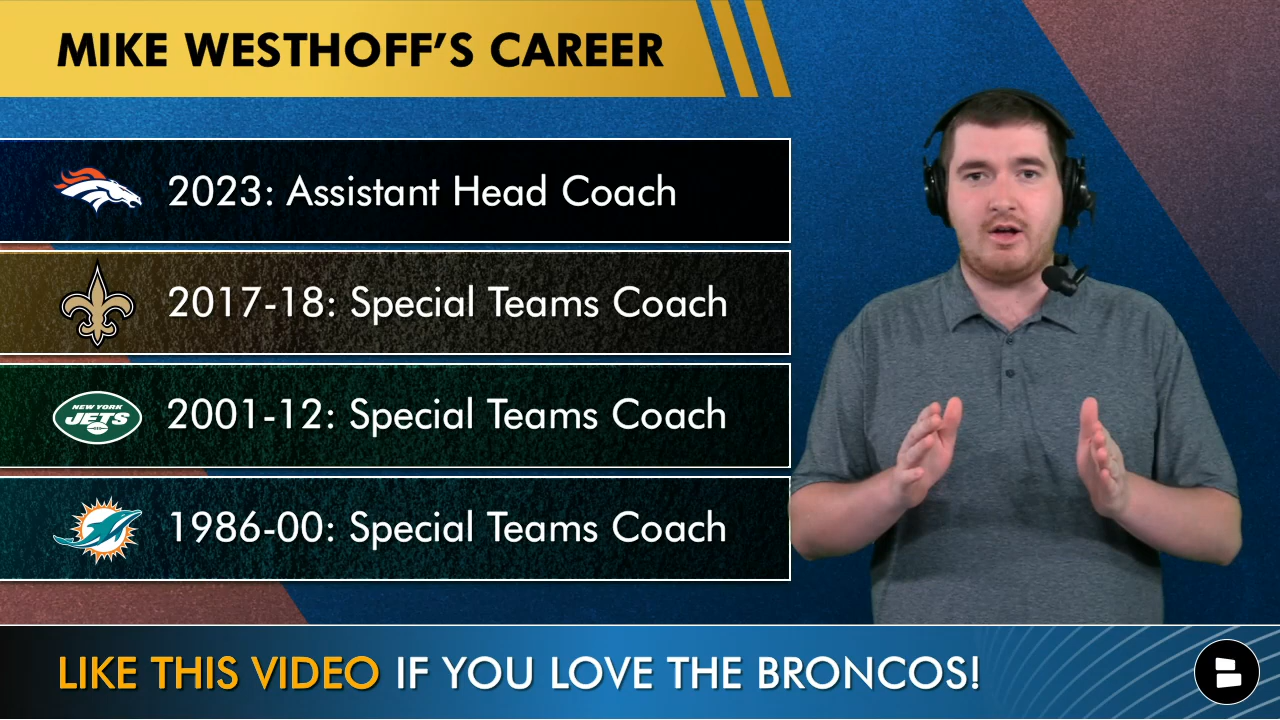 MIKE WESTHOFF’S CAREER
2023: Assistant Head Coach
2017-18: Special Teams Coach
NEW YORK
JETS
2001-12: Special Teams Coach
1986-00: Special Teams Coach
LIKE THIS VIDEO IF YOU LOVE THE BRONCOS!